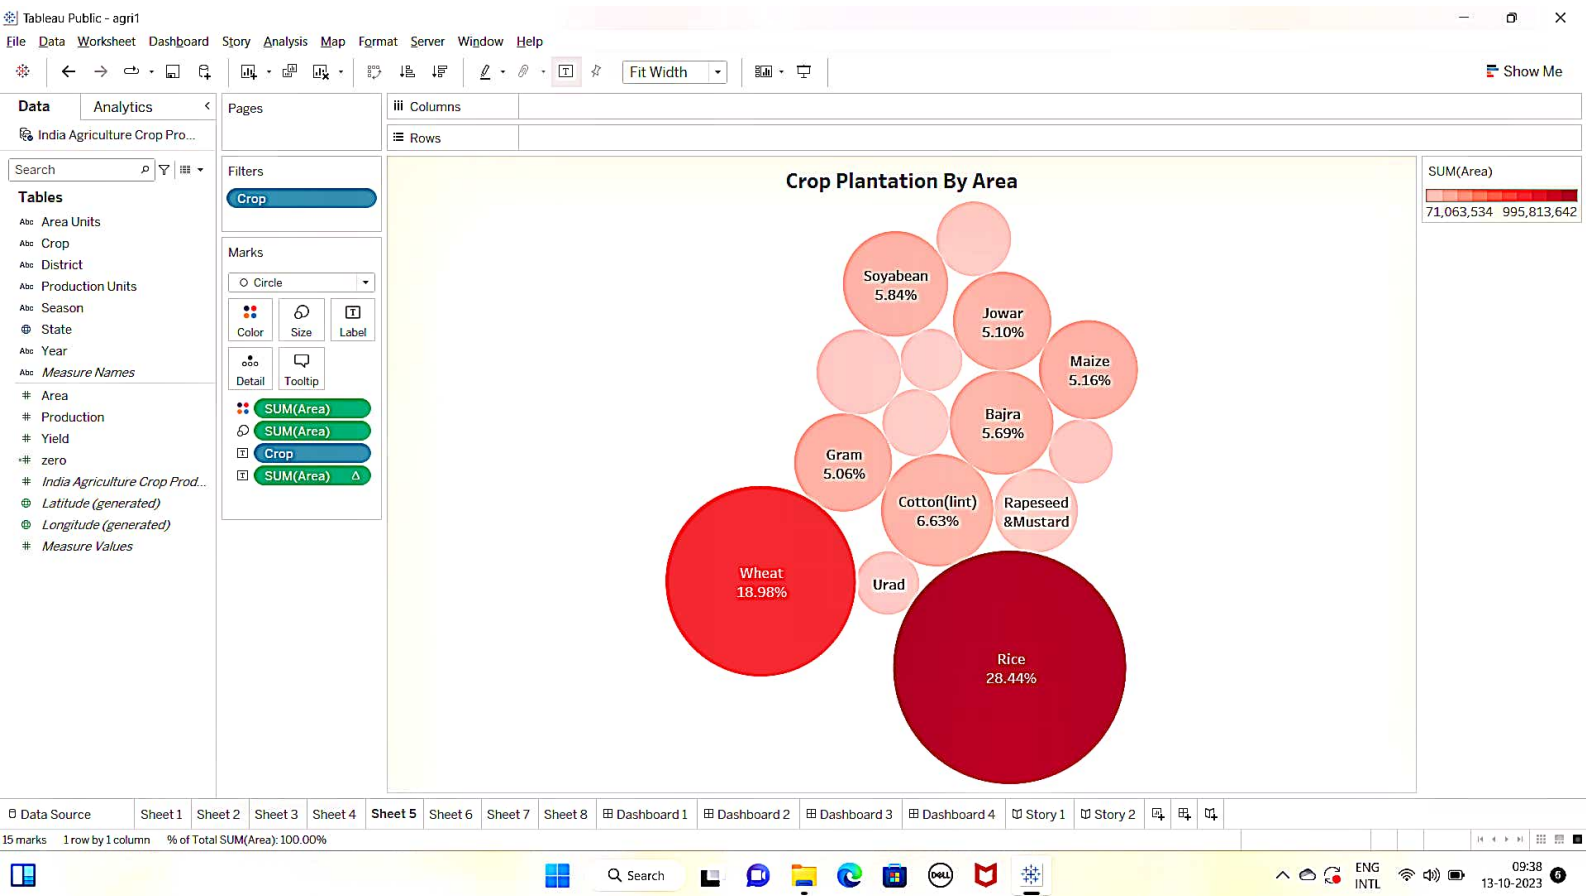 Tableau Public - agri1
File Data Worksheet Dashboard Story Analysis Map Format Server Window Help
Fit Width
Show Me
Data Analytics
Pages
Columns
India Agriculture Crop Pro...
Rows
Search
Filters
Crop
Tables
Abc Area Units
Abc Crop
Abc District
Abc Production Units
Abc Season
State
Abc Year
Abc Measure Names
# Area
# Production
# Yield
# zero
# India Agriculture Crop Prod...
Latitude (generated)
Longitude (generated)
# Measure Values
Marks
Circle
Color Size Label
Detail Tooltip
SUM(Area)
SUM(Area)
Crop
SUM(Area) Δ
Crop Plantation By Area
Soyabean
5.84%
Jowar
5.10%
Maize
5.16%
Bajra
5.69%
Gram
5.06%
Cotton(lint)
6.63%
Rapeseed
&Mustard
Wheat
18.98%
Urad
Rice
28.44%
SUM(Area)
71,063,534 995,813,642
Data Source Sheet 1 Sheet 2 Sheet 3 Sheet 4 Sheet 5 Sheet 6 Sheet 7 Sheet 8 Dashboard 1 Dashboard 2 Dashboard 3 Dashboard 4 Story 1 Story 2
15 marks 1 row by 1 column % of Total SUM(Area): 100.00%
Search
DELL
ENG
INTL
09:38
13-10-2023